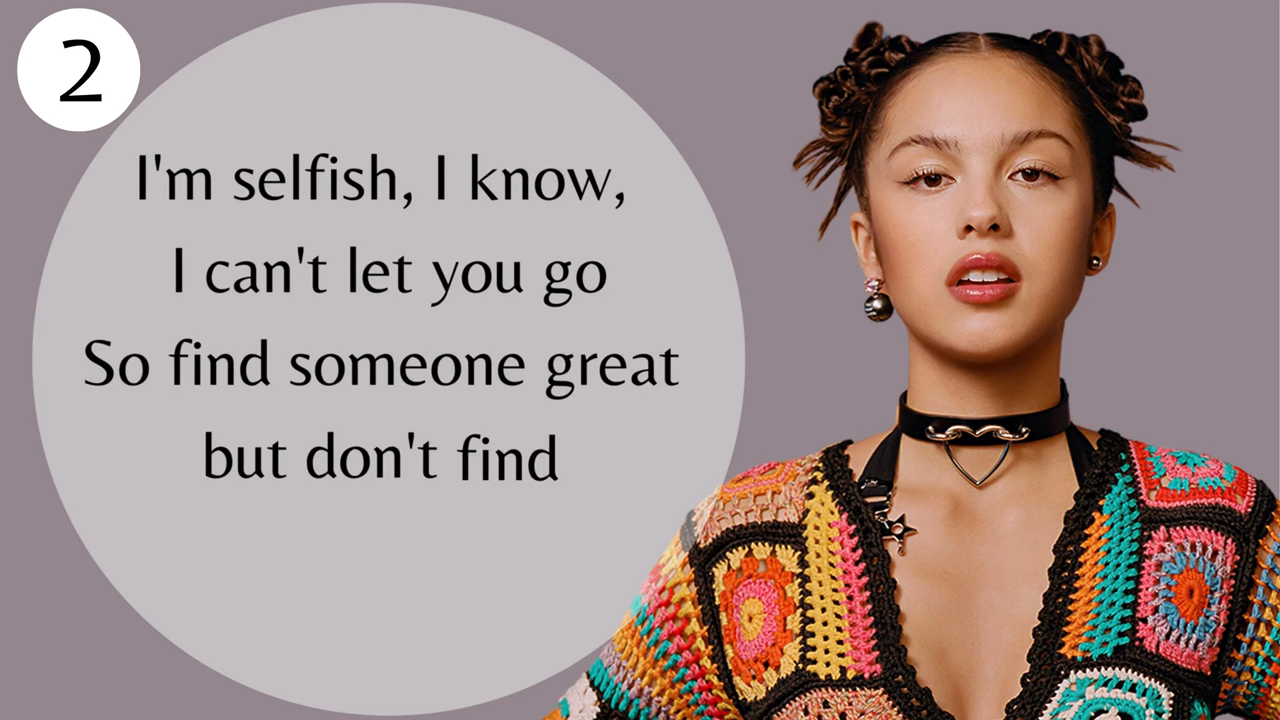 2
I'm selfish, I know,
I can't let you go
So find someone great
but don't find